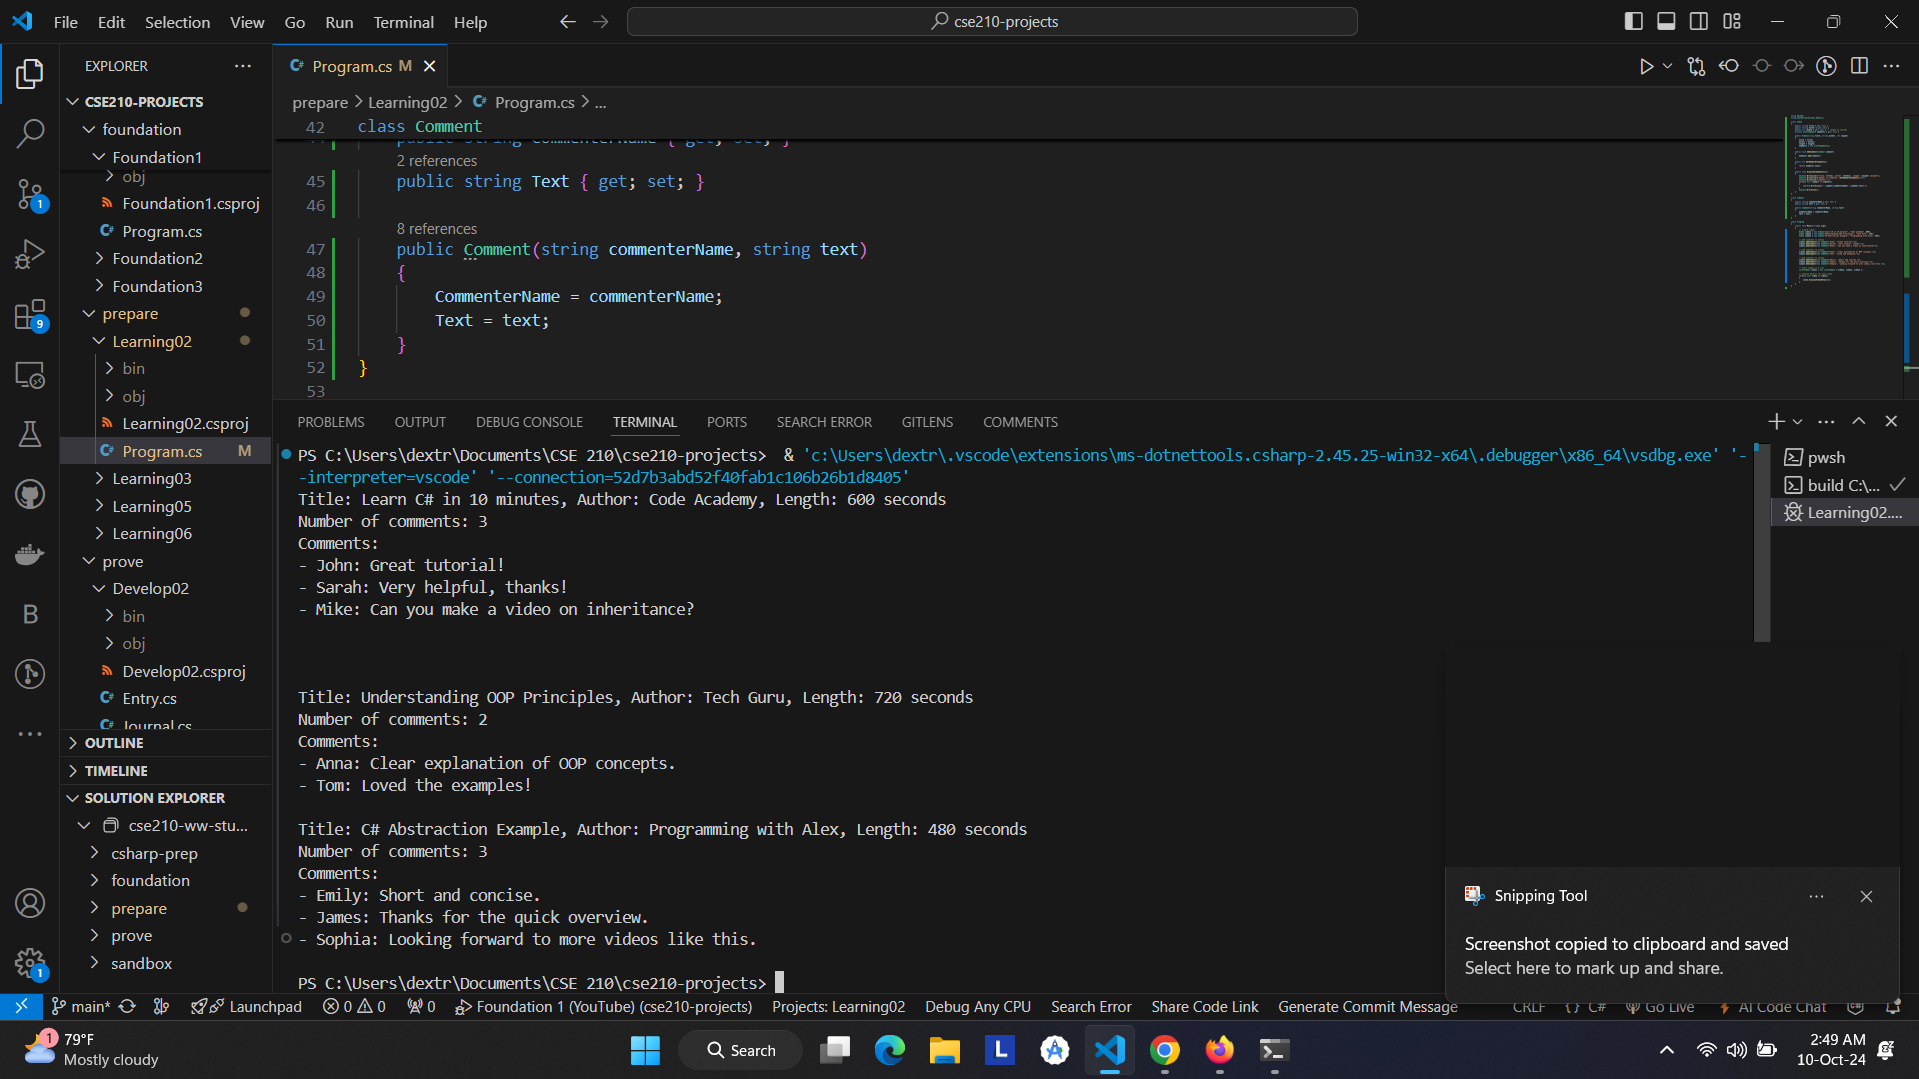 File Edit Selection View Go Run Terminal Help
cse210-projects
EXPLORER
CSE210-PROJECTS
foundation
Foundation1
obj
Foundation1.csproj
Program.cs
Foundation2
Foundation3
prepare
Learning02
bin
obj
Learning02.csproj
Program.cs M
Learning03
Learning05
Learning06
prove
Develop02
bin
obj
Develop02.csproj
Entry.cs
Journal.cs
OUTLINE
TIMELINE
SOLUTION EXPLORER
cse210-ww-stu...
csharp-prep
foundation
prepare
prove
sandbox
1
9
B
1
Program.cs M
prepare > Learning02 > Program.cs > ...
42 class Comment
2 references
45 public string Text { get; set; }
46
8 references
47 public Comment(string commenterName, string text)
48 {
49 CommenterName = commenterName;
50 Text = text;
51 }
52 }
53
PROBLEMS OUTPUT DEBUG CONSOLE TERMINAL PORTS SEARCH ERROR GITLENS COMMENTS
PS C:\Users\dextr\Documents\CSE 210\cse210-projects> & 'c:\Users\dextr\.vscode\extensions\ms-dotnettools.csharp-2.45.25-win32-x64\.debugger\x86_64\vsdbg.exe' '-
-interpreter=vscode' '--connection=52d7b3abd52f40fab1c106b26b1d8405'
Title: Learn C# in 10 minutes, Author: Code Academy, Length: 600 seconds
Number of comments: 3
Comments:
- John: Great tutorial!
- Sarah: Very helpful, thanks!
- Mike: Can you make a video on inheritance?
Title: Understanding OOP Principles, Author: Tech Guru, Length: 720 seconds
Number of comments: 2
Comments:
- Anna: Clear explanation of OOP concepts.
- Tom: Loved the examples!
Title: C# Abstraction Example, Author: Programming with Alex, Length: 480 seconds
Number of comments: 3
Comments:
- Emily: Short and concise.
- James: Thanks for the quick overview.
- Sophia: Looking forward to more videos like this.
PS C:\Users\dextr\Documents\CSE 210\cse210-projects>
pwsh
build C:\...
Learning02....
Snipping Tool
Screenshot copied to clipboard and saved
Select here to mark up and share.
main* Launchpad 0 0 0 Foundation 1 (YouTube) (cse210-projects) Projects: Learning02 Debug Any CPU Search Error Share Code Link Generate Commit Message CRLF {} C# Go Live AI Code Chat
1
79°F
Mostly cloudy
Search
L
2:49 AM
10-Oct-24